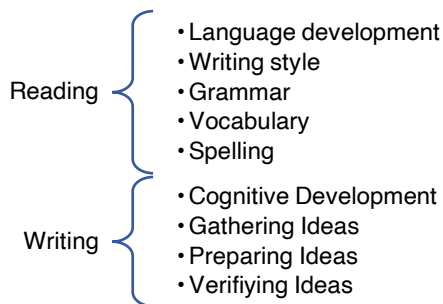 Reading
• Language development
• Writing style
• Grammar
• Vocabulary
• Spelling
Writing
• Cognitive Development
• Gathering Ideas
• Preparing Ideas
• Verifiying Ideas